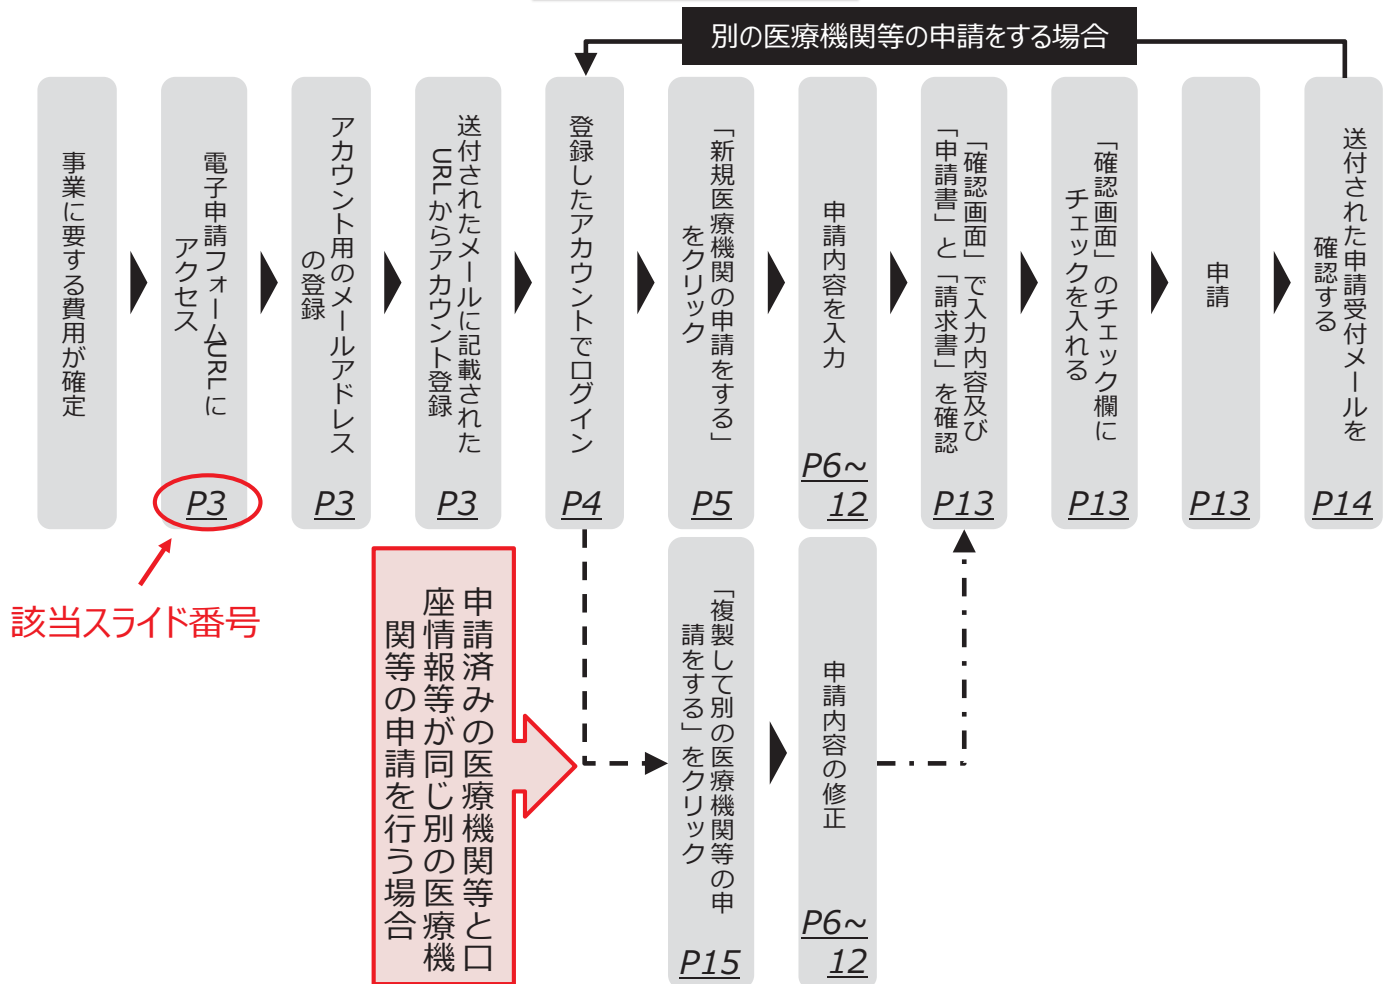 別の医療機関等の申請をする場合
事業に要する費用が確定
電子申請フォームURLに
アクセス
P3
アカウント用のメールアドレス
の登録
P3
送付されたメールに記載された
URLからアカウント登録
P3
登録したアカウントでログイン
P4
「新規医療機関の申請をする」
をクリック
P5
申請内容を入力
P6~
12
「確認画面」で入力内容及び
「申請書」と「請求書」を確認
P13
「確認画面」のチェック欄に
チェックを入れる
P13
申請
P13
送付された申請受付メールを
確認する
P14
該当スライド番号
申請済みの医療機関等と口
座情報等が同じ別の医療機
関等の申請を行う場合
「複製して別の医療機関等の申
請をする」をクリック
P15
申請内容の修正
P6~
12